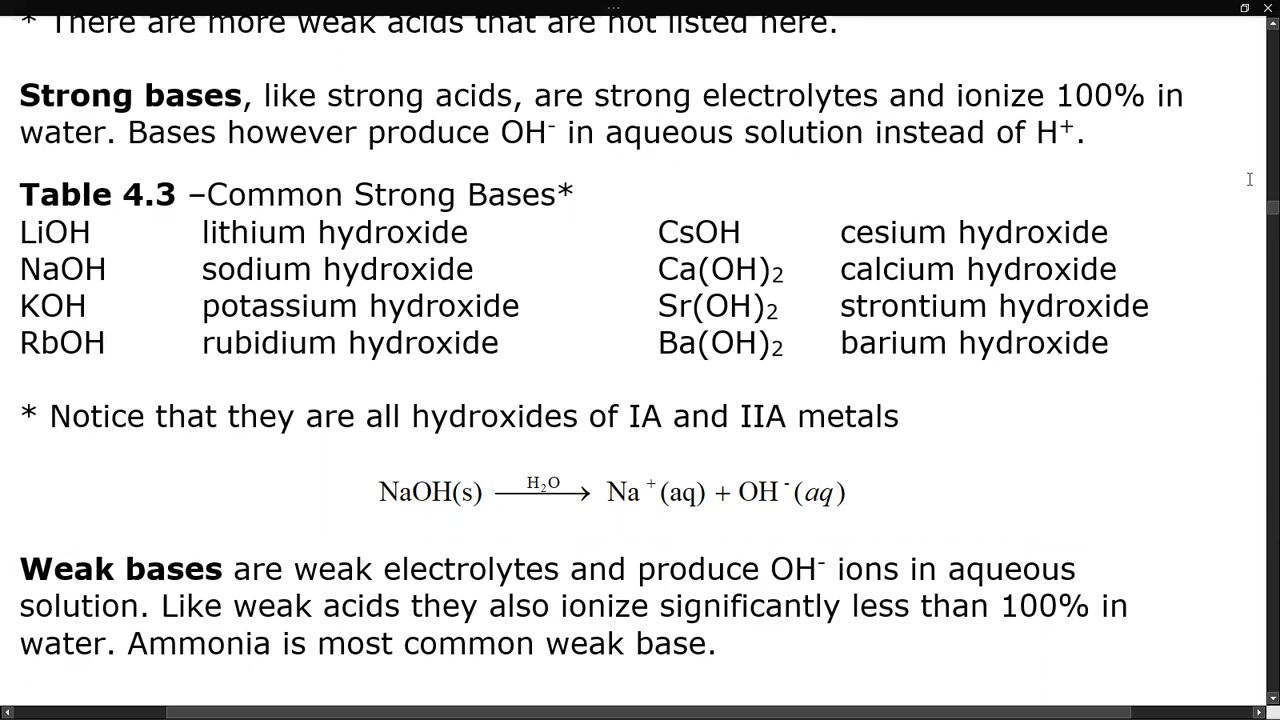 * There are more weak acids that are not listed here.
Strong bases, like strong acids, are strong electrolytes and ionize 100% in
water. Bases however produce OH⁻ in aqueous solution instead of H⁺.
Table 4.3 –Common Strong Bases*
LiOH lithium hydroxide CsOH cesium hydroxide
NaOH sodium hydroxide Ca(OH)₂ calcium hydroxide
KOH potassium hydroxide Sr(OH)₂ strontium hydroxide
RbOH rubidium hydroxide Ba(OH)₂ barium hydroxide
* Notice that they are all hydroxides of IA and IIA metals
NaOH(s) —H₂O→ Na⁺(aq) + OH⁻(aq)
Weak bases are weak electrolytes and produce OH⁻ ions in aqueous
solution. Like weak acids they also ionize significantly less than 100% in
water. Ammonia is most common weak base.